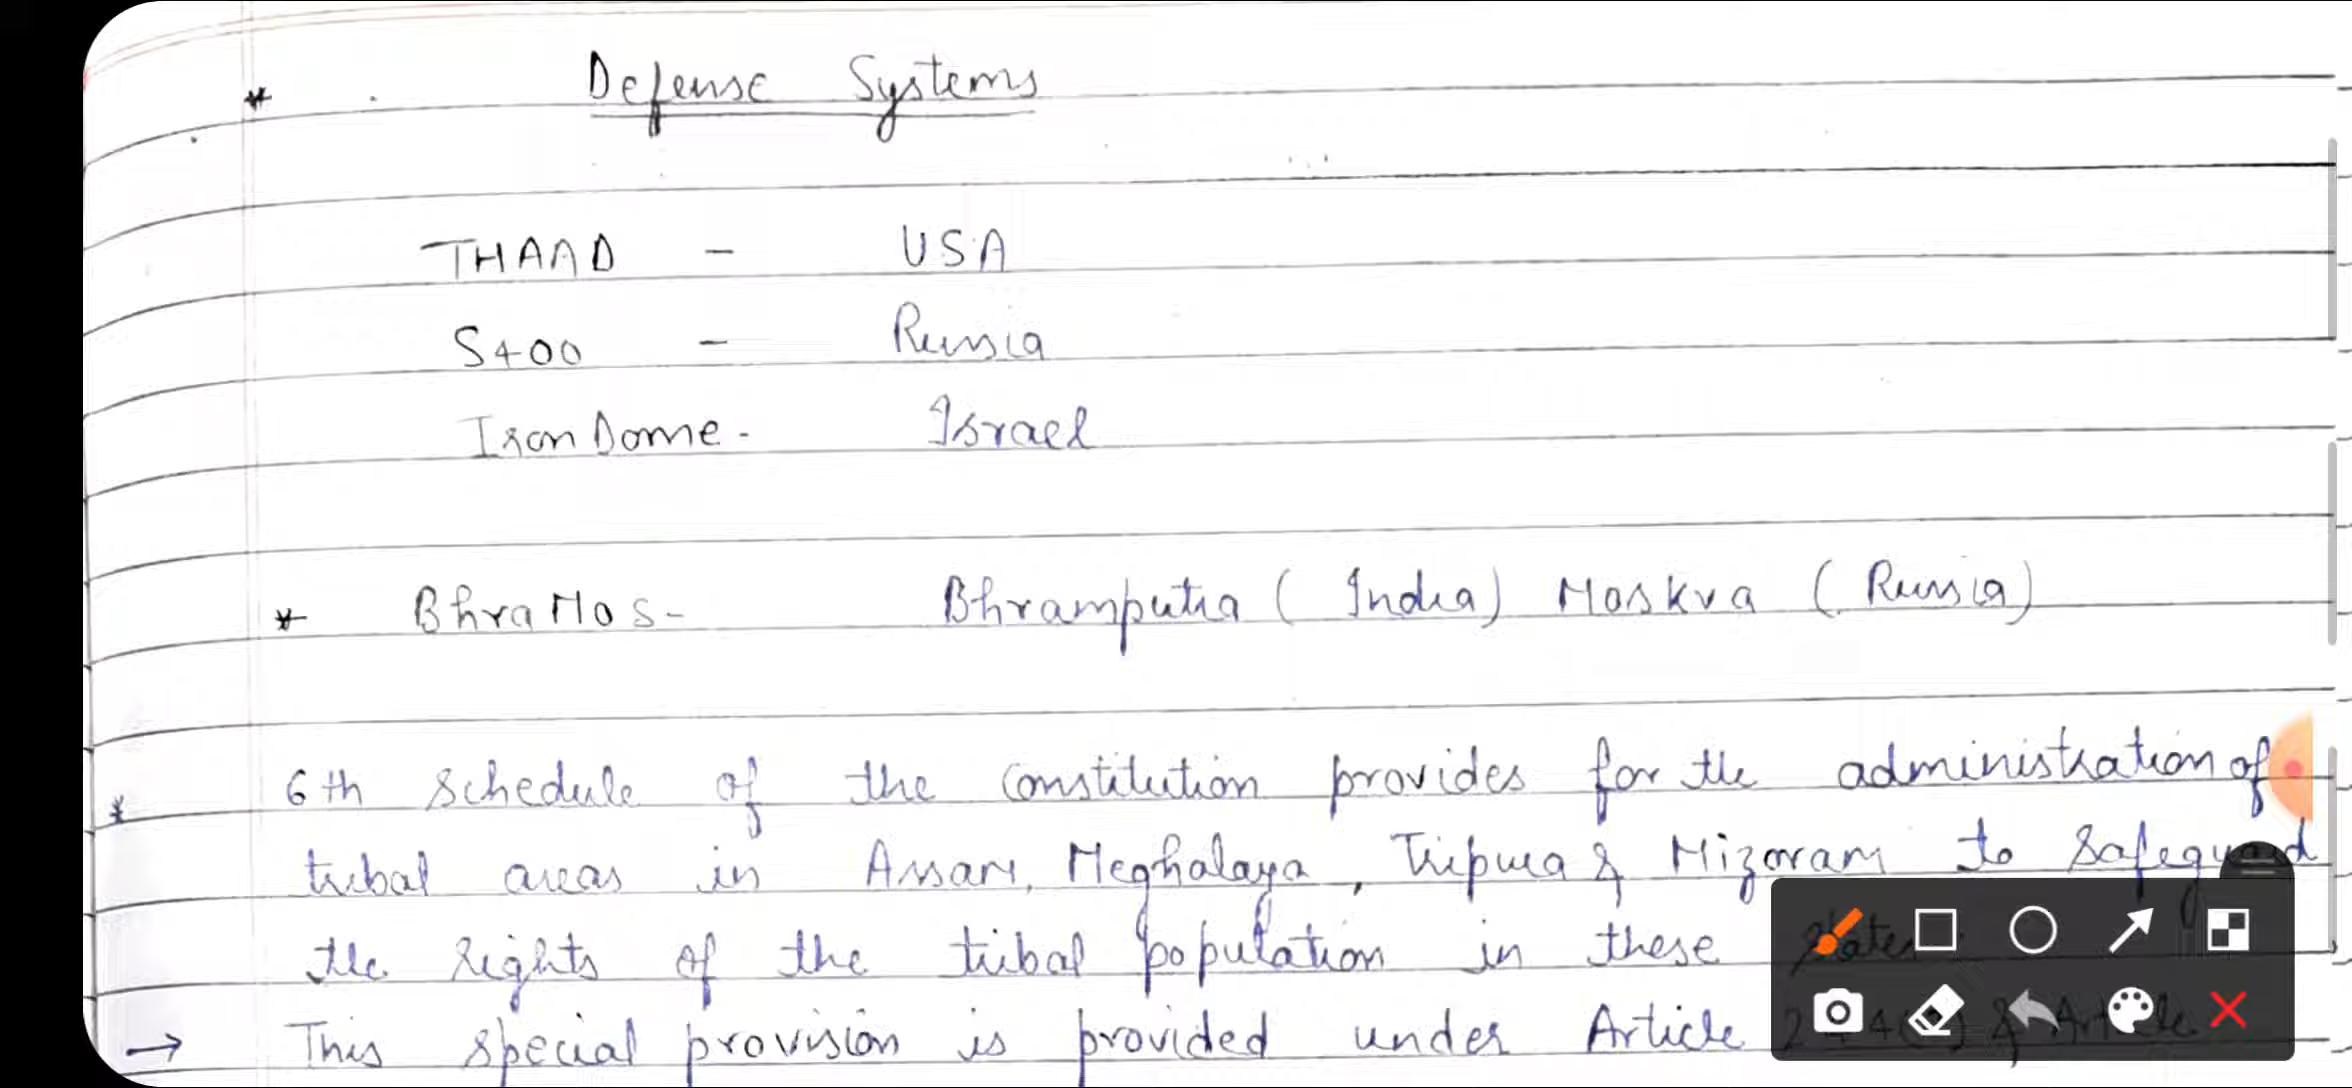 * Defense Systems
THAAD - USA
S400 - Russia
Iron Dome - Israel
* BhraMos - Bhramputra ( India) Moskva ( Russia)
* 6th Schedule of the constitution provides for the administration of
tribal areas in Assam, Meghalaya, Tripura & Mizoram to Safeguard
the rights of the tribal population in these states
→ This special provision is provided under Article & Article